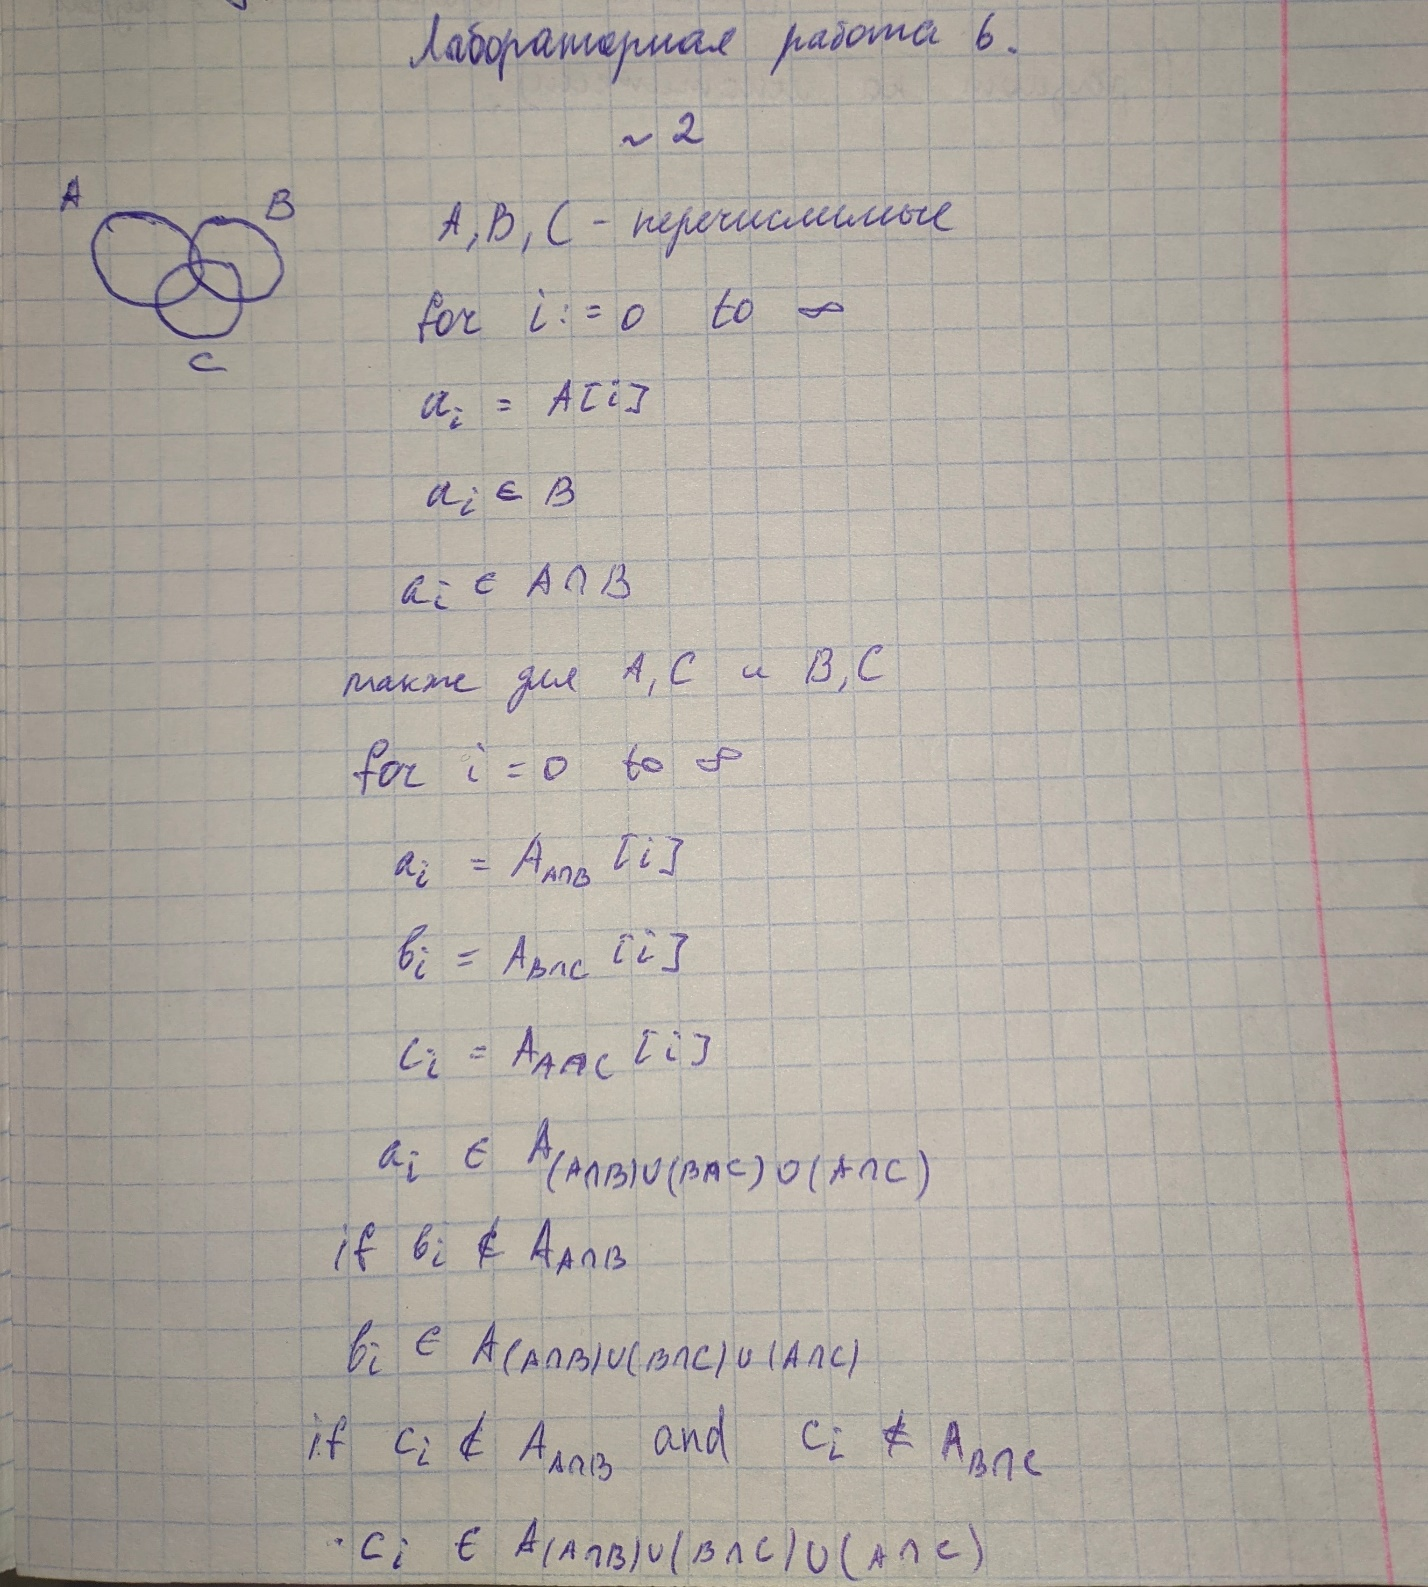 Лабораторная работа 6.
~ 2
A B
C
A, B, C - перечислимые
for i := 0 to ∞
aᵢ = A[i]
aᵢ ∈ B
aᵢ ∈ A∩B
также для A, C и B, C
for i = 0 to ∞
aᵢ = A_{A∩B} [i]
bᵢ = A_{B∩C} [i]
cᵢ = A_{A∩C} [i]
aᵢ ∈ A_{(A∩B)∪(B∩C)∪(A∩C)}
if bᵢ ∉ A_{A∩B}
bᵢ ∈ A_{(A∩B)∪(B∩C)∪(A∩C)}
if cᵢ ∉ A_{A∩B} and cᵢ ∉ A_{B∩C}
cᵢ ∈ A_{(A∩B)∪(B∩C)∪(A∩C)}